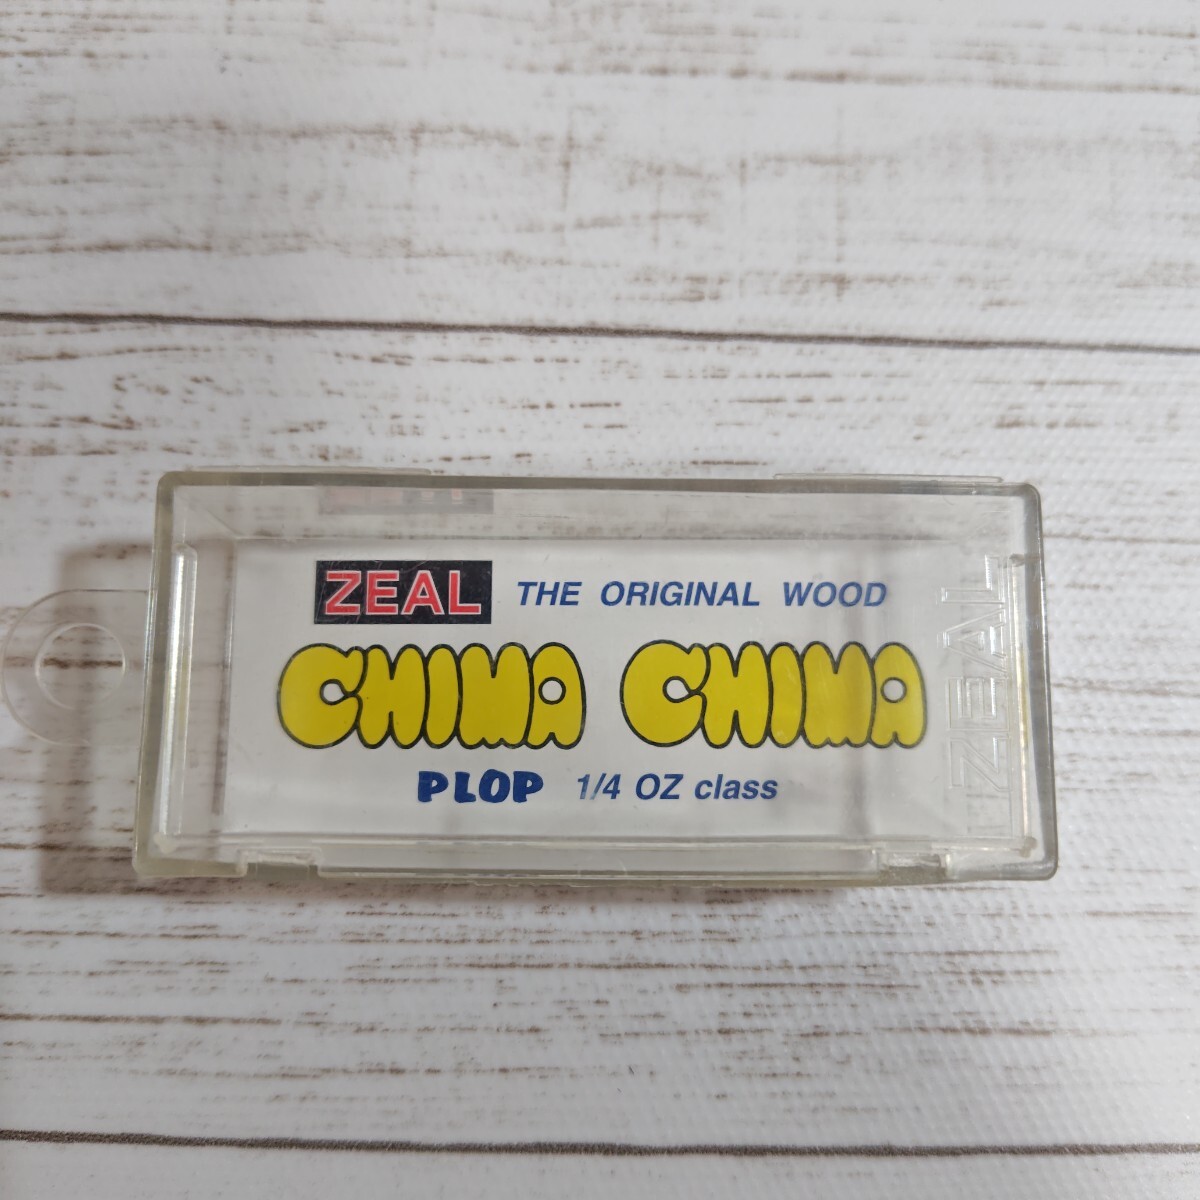 ZEAL THE ORIGINAL WOOD
CHIMA CHIMA
PLOP 1/4 OZ class
ZEAL